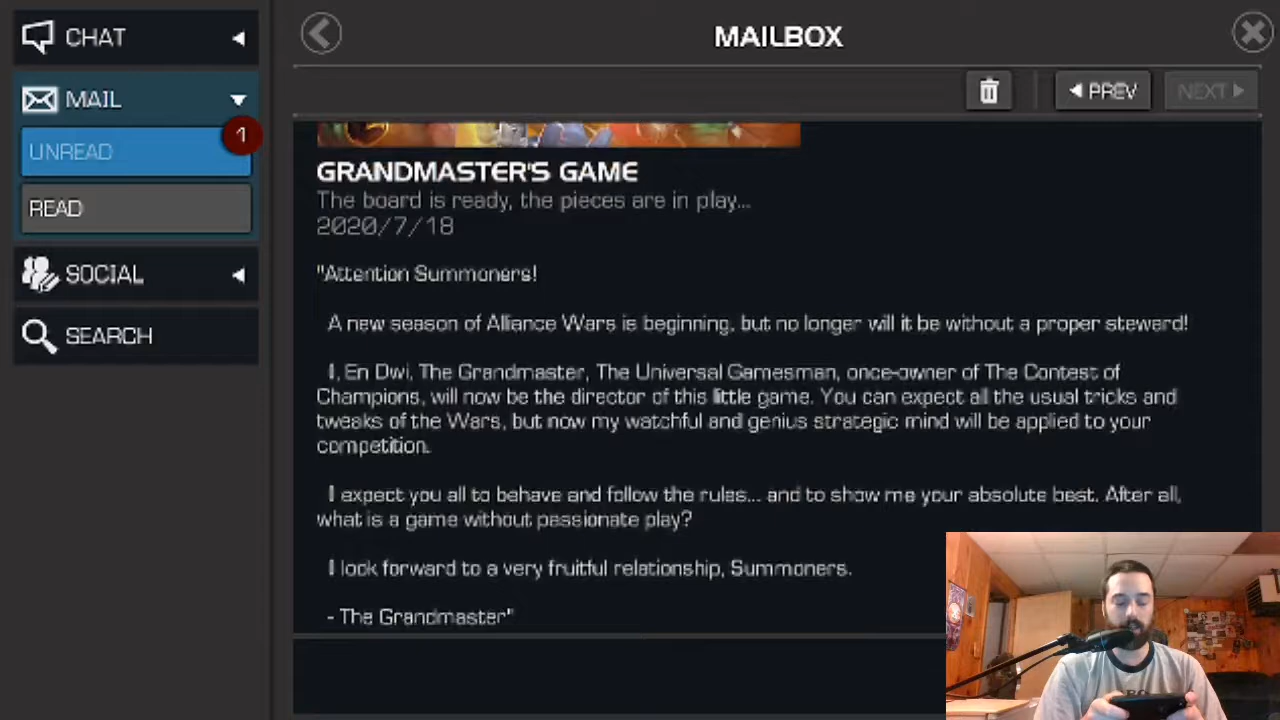 CHAT
MAIL
1
UNREAD
READ
SOCIAL
SEARCH
MAILBOX
PREV
NEXT
GRANDMASTER'S GAME
The board is ready, the pieces are in play...
2020/7/18
"Attention Summoners!
A new season of Alliance Wars is beginning, but no longer will it be without a proper steward!
I, En Dwi, The Grandmaster, The Universal Gamesman, once-owner of The Contest of
Champions, will now be the director of this little game. You can expect all the usual tricks and
tweaks of the Wars, but now my watchful and genius strategic mind will be applied to your
competition.
I expect you all to behave and follow the rules... and to show me your absolute best. After all,
what is a game without passionate play?
I look forward to a very fruitful relationship, Summoners.
- The Grandmaster"